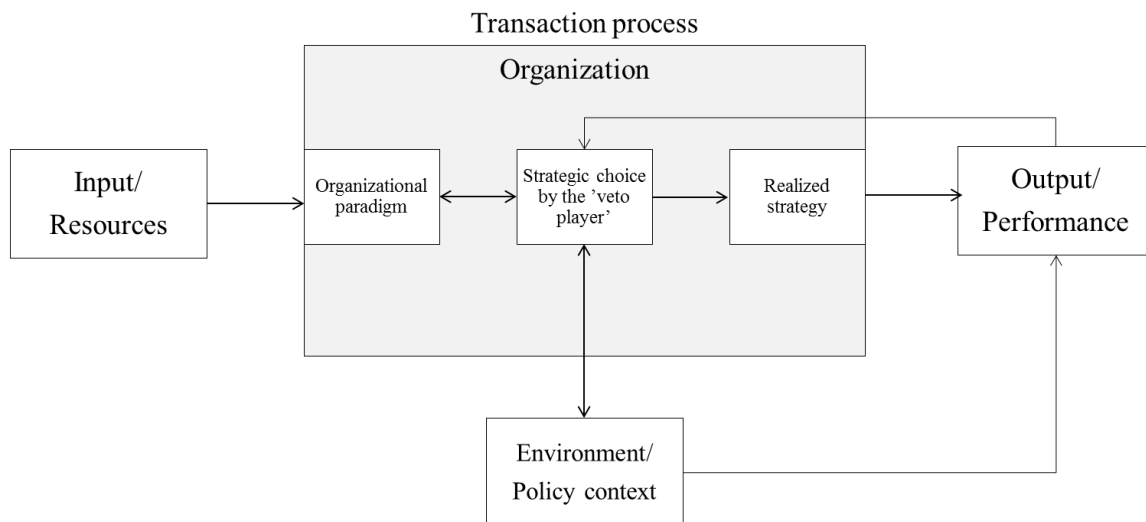 Transaction process
Organization
Input/
Resources
Organizational
paradigm
Strategic choice
by the ’veto
player’
Realized
strategy
Output/
Performance
Environment/
Policy context